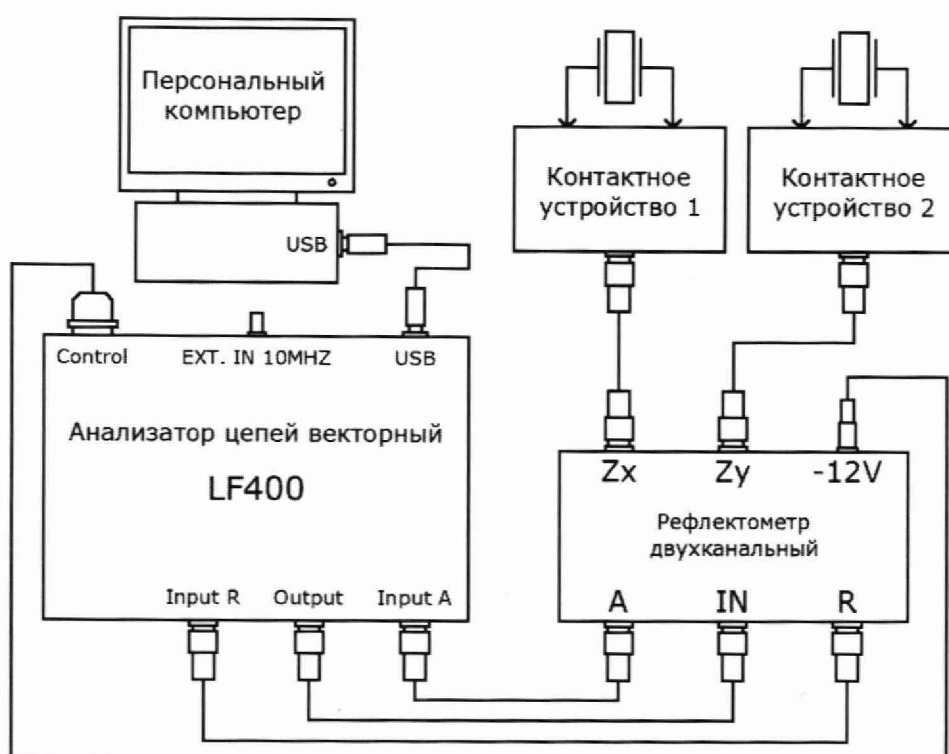 Персональный
компьютер
USB
Контактное
устройство 1
Контактное
устройство 2
Control
EXT. IN 10MHZ
USB
Анализатор цепей векторный
LF400
Input R
Output
Input A
Zx
Zy
-12V
Рефлектометр
двухканальный
A
IN
R